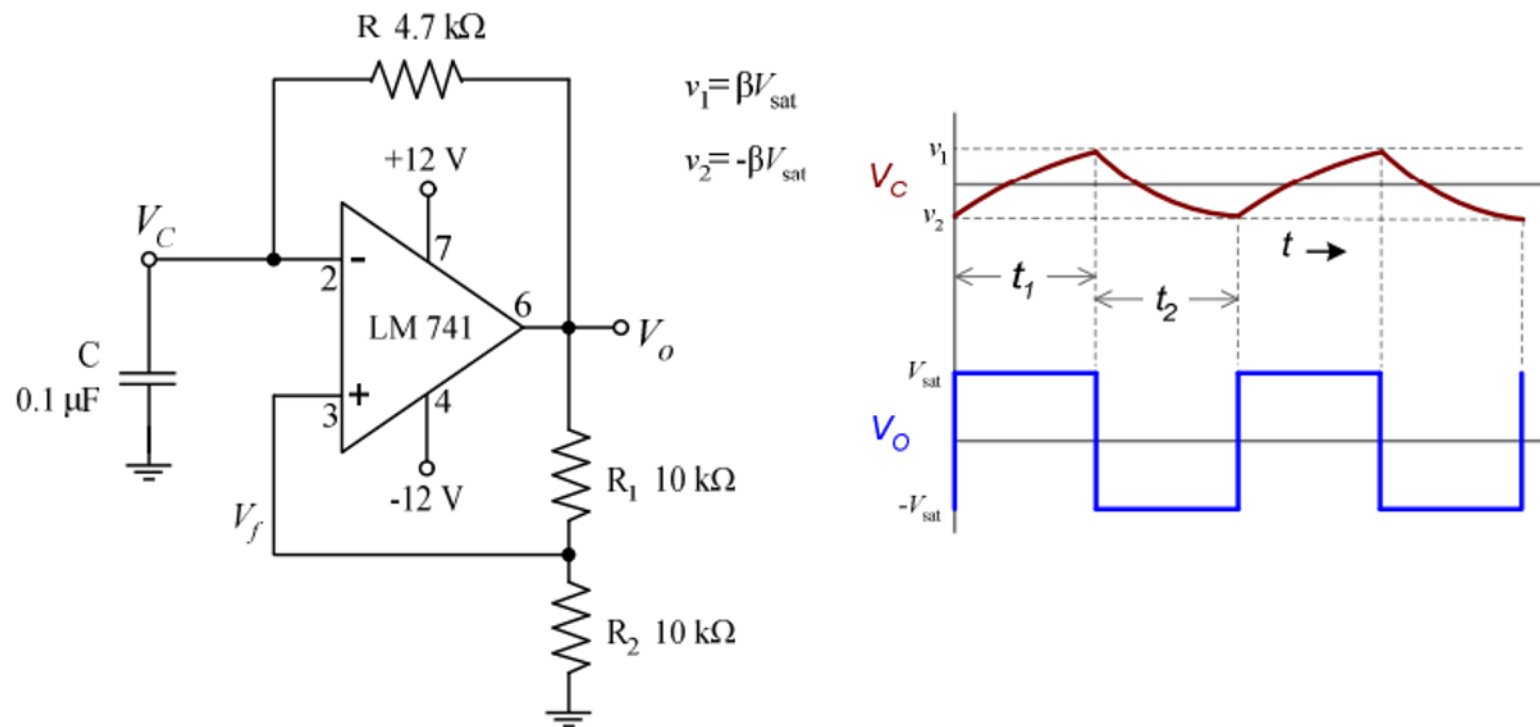 R 4.7 kΩ
v1= βVsat
v2= -βVsat
+12 V
VC
7
2
-
6
LM 741
Vo
C
0.1 µF
3
+
4
-12 V
R1 10 kΩ
Vf
R2 10 kΩ
v1
VC
v2
t
t1
t2
Vsat
VO
-Vsat